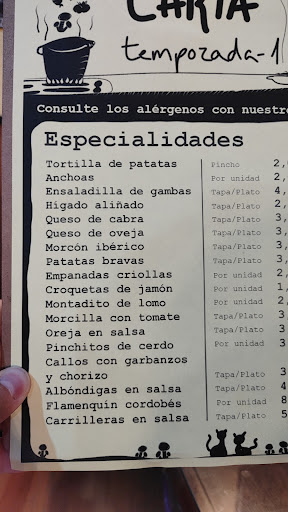 CARTA
temporada-1
Consulte los alérgenos con nuestro
Especialidades
Tortilla de patatas Pincho 2,
Anchoas Por unidad 2,
Ensaladilla de gambas Tapa/Plato 4,
Hígado aliñado Tapa/Plato 2,
Queso de cabra Tapa/Plato 3,
Queso de oveja Tapa/Plato 3,
Morcón ibérico Tapa/Plato 3,
Patatas bravas Tapa/Plato 3,
Empanadas criollas Por unidad 2,
Croquetas de jamón Por unidad 1,
Montadito de lomo Por unidad 2,
Morcilla con tomate Tapa/Plato 3
Oreja en salsa Tapa/Plato 3
Pinchitos de cerdo Por unidad 3
Callos con garbanzos
y chorizo Tapa/Plato 3
Albóndigas en salsa Tapa/Plato 4
Flamenquin cordobés Por unidad 8
Carrilleras en salsa Tapa/Plato 5